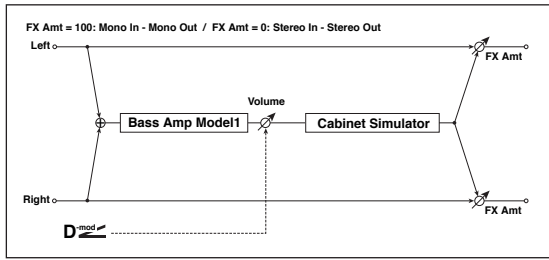 FX Amt = 100: Mono In - Mono Out / FX Amt = 0: Stereo In - Stereo Out
Left
FX Amt
Volume
Bass Amp Model1
Cabinet Simulator
Right
FX Amt
D-mod